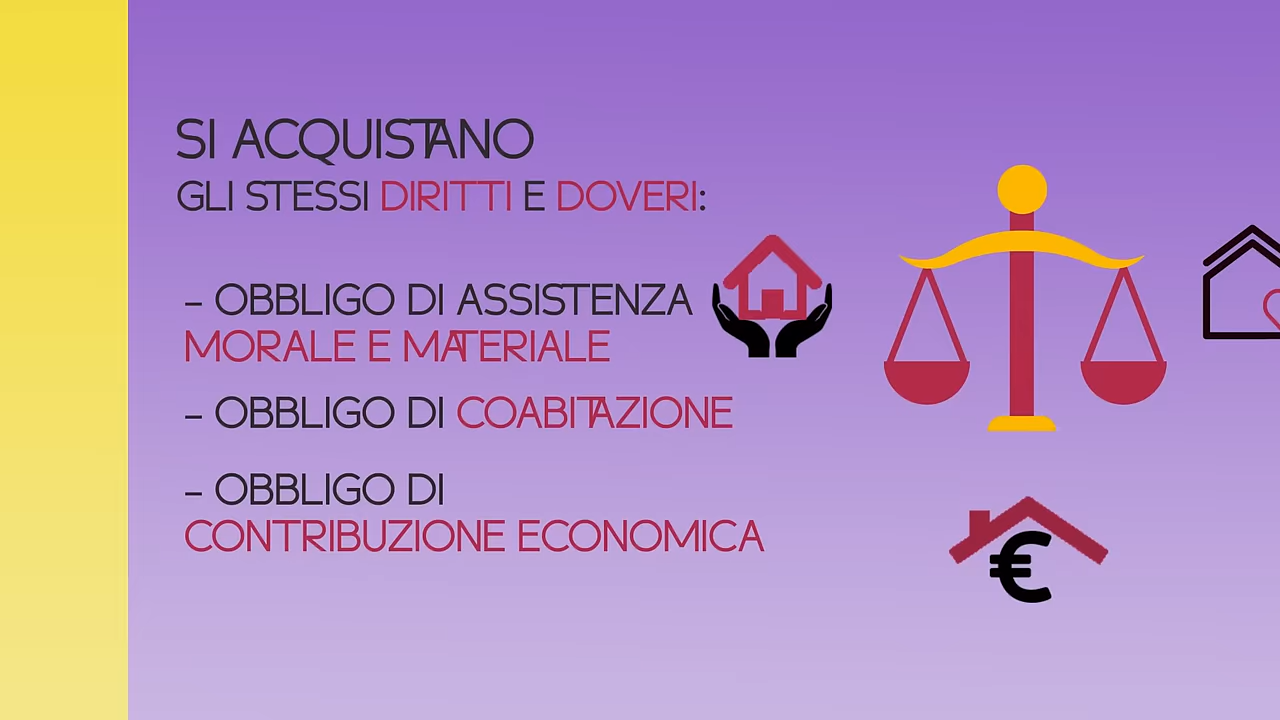 SI ACQUISTANO
GLI STESSI DIRITTI E DOVERI:
– OBBLIGO DI ASSISTENZA
MORALE E MATERIALE
– OBBLIGO DI COABITAZIONE
– OBBLIGO DI
CONTRIBUZIONE ECONOMICA
€